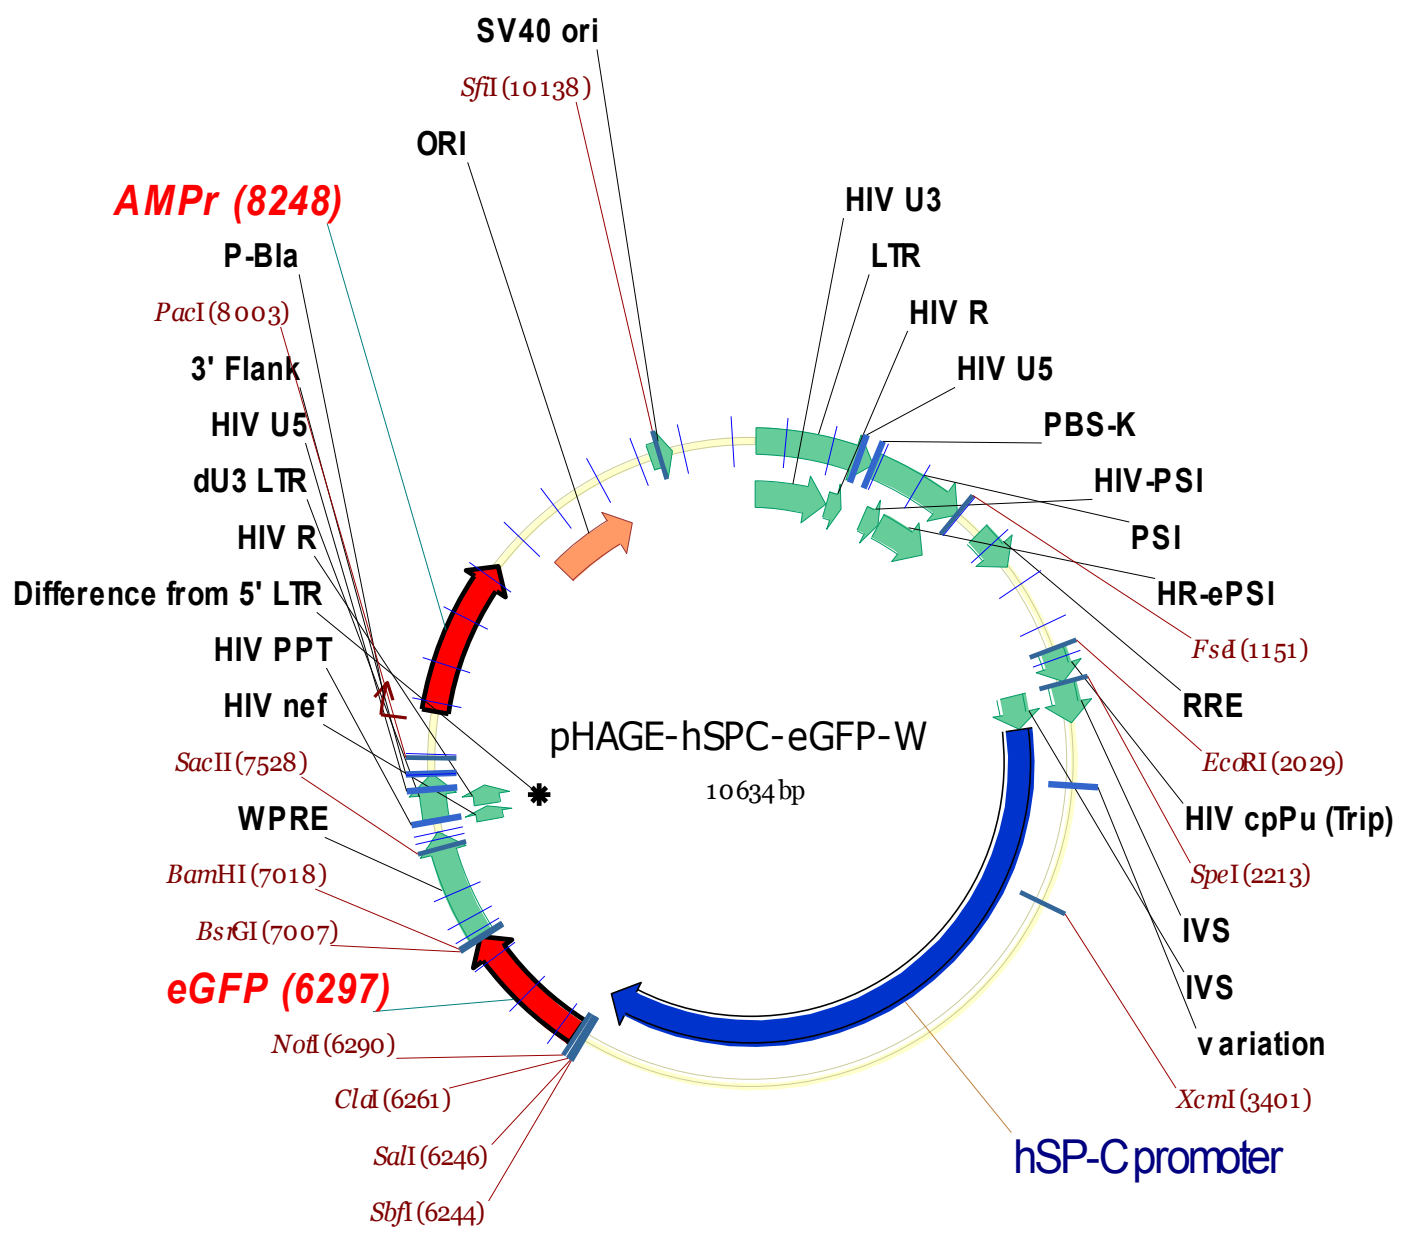 SV40 ori
SfiI (10138)
ORI
AMPr (8248)
HIV U3
P-Bla
LTR
PacI (8003)
HIV R
3' Flank
HIV U5
HIV U5
PBS-K
dU3 LTR
HIV-PSI
HIV R
PSI
Difference from 5' LTR
HR-ePSI
HIV PPT
FseI (1151)
HIV nef
RRE
pHAGE-hSPC-eGFP-W
SacII (7528)
EcoRI (2029)
10634 bp
WPRE
HIV cpPu (Trip)
BamHI (7018)
SpeI (2213)
BsrGI (7007)
IVS
eGFP (6297)
IVS
NotI (6290)
variation
ClaI (6261)
XcmI (3401)
SalI (6246)
hSP-C promoter
SbfI (6244)